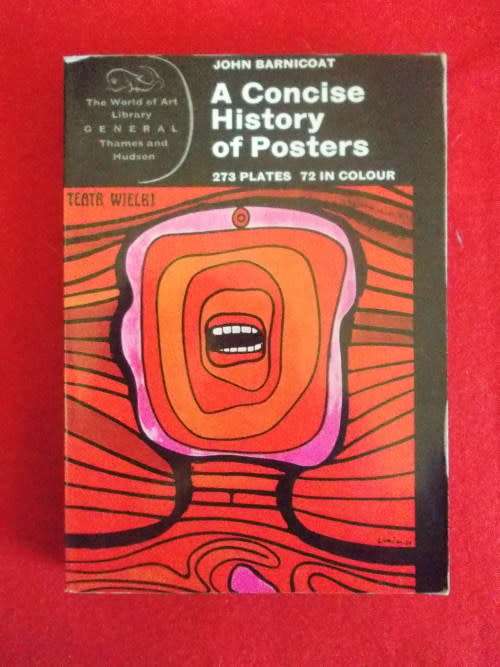 JOHN BARNICOAT
A Concise
History
of Posters
273 PLATES 72 IN COLOUR
The World of Art
Library
GENERAL
Thames and
Hudson
TEATR WIELKI